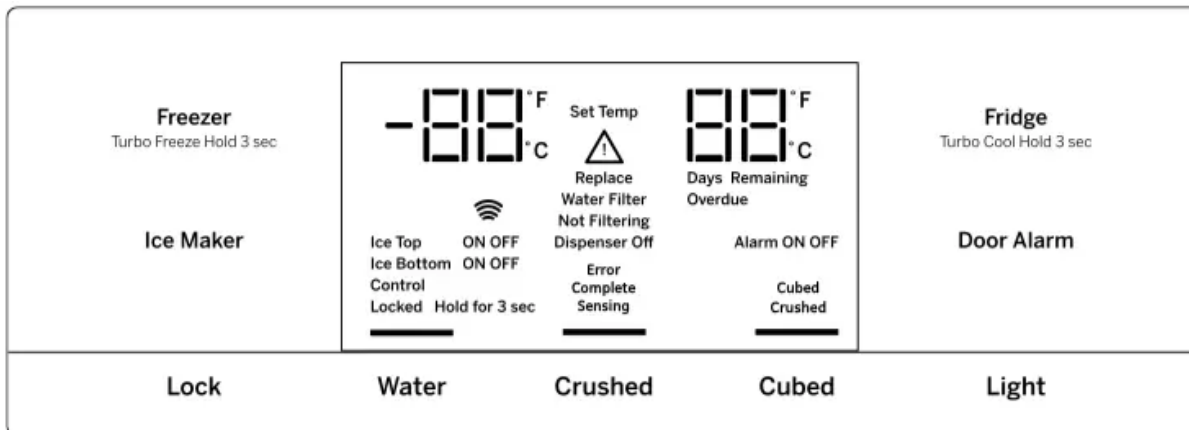 Freezer
Turbo Freeze Hold 3 sec
Ice Maker
-88 °F °C
Set Temp
!
88 °F °C
Replace
Water Filter
Not Filtering
Dispenser Off
Days Remaining
Overdue
Ice Top ON OFF
Ice Bottom ON OFF
Control
Locked Hold for 3 sec
Error
Complete
Sensing
Alarm ON OFF
Cubed
Crushed
Fridge
Turbo Cool Hold 3 sec
Door Alarm
Lock Water Crushed Cubed Light